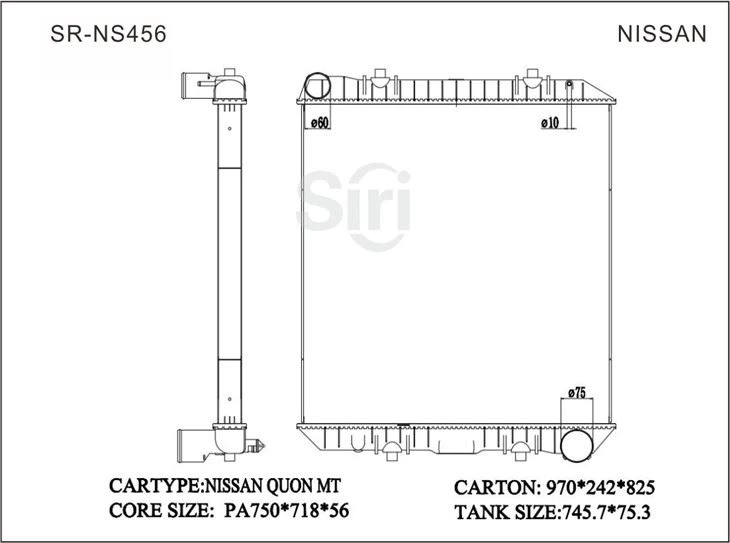 SR-NS456
NISSAN
ø60
ø10
Siri
ø75
CARTYPE:NISSAN QUON MT
CARTON: 970*242*825
CORE SIZE: PA750*718*56
TANK SIZE:745.7*75.3